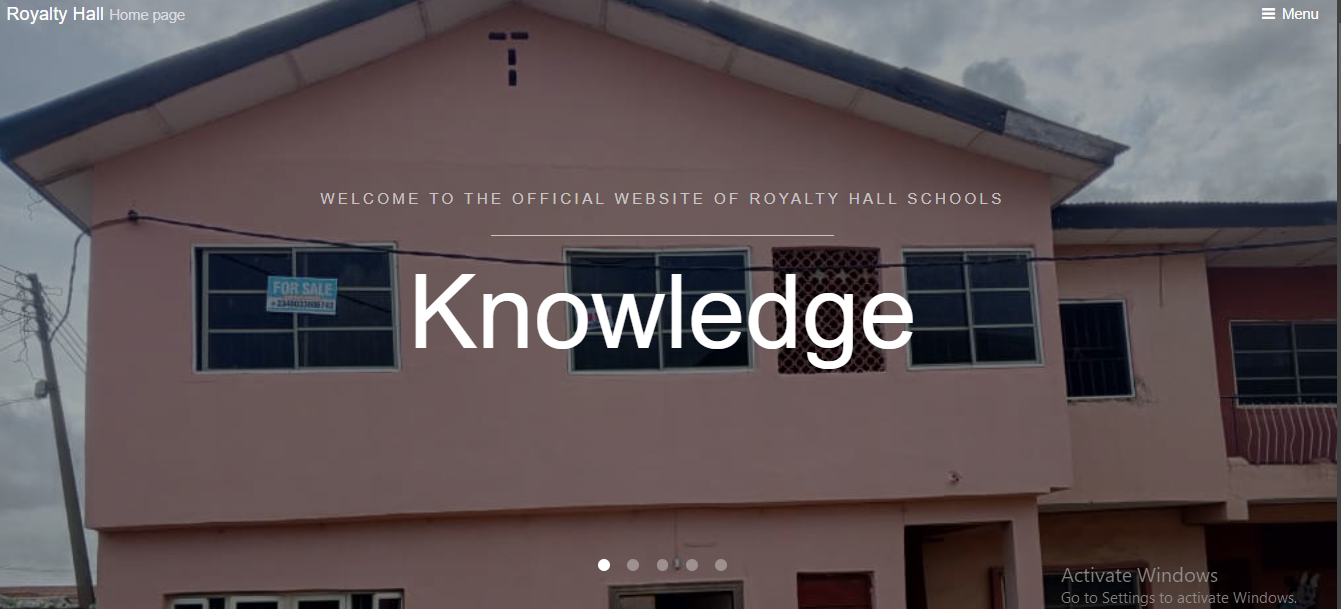 Royalty Hall Home page
Menu
WELCOME TO THE OFFICIAL WEBSITE OF ROYALTY HALL SCHOOLS
Knowledge
FOR SALE
Activate Windows
Go to Settings to activate Windows.